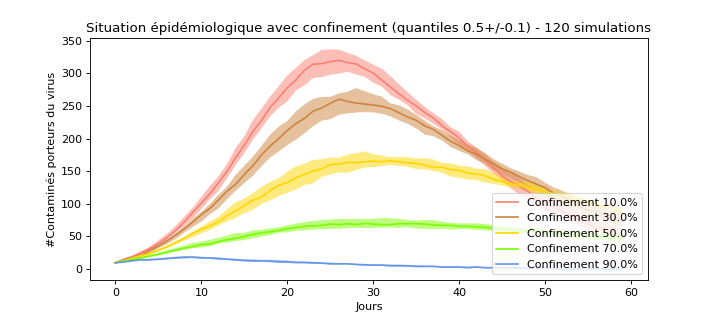 Situation épidémiologique avec confinement (quantiles 0.5+/-0.1) - 120 simulations
#Contaminés porteurs du virus
350
300
250
200
150
100
50
0
Confinement 10.0%
Confinement 30.0%
Confinement 50.0%
Confinement 70.0%
Confinement 90.0%
0 10 20 30 40 50 60
Jours